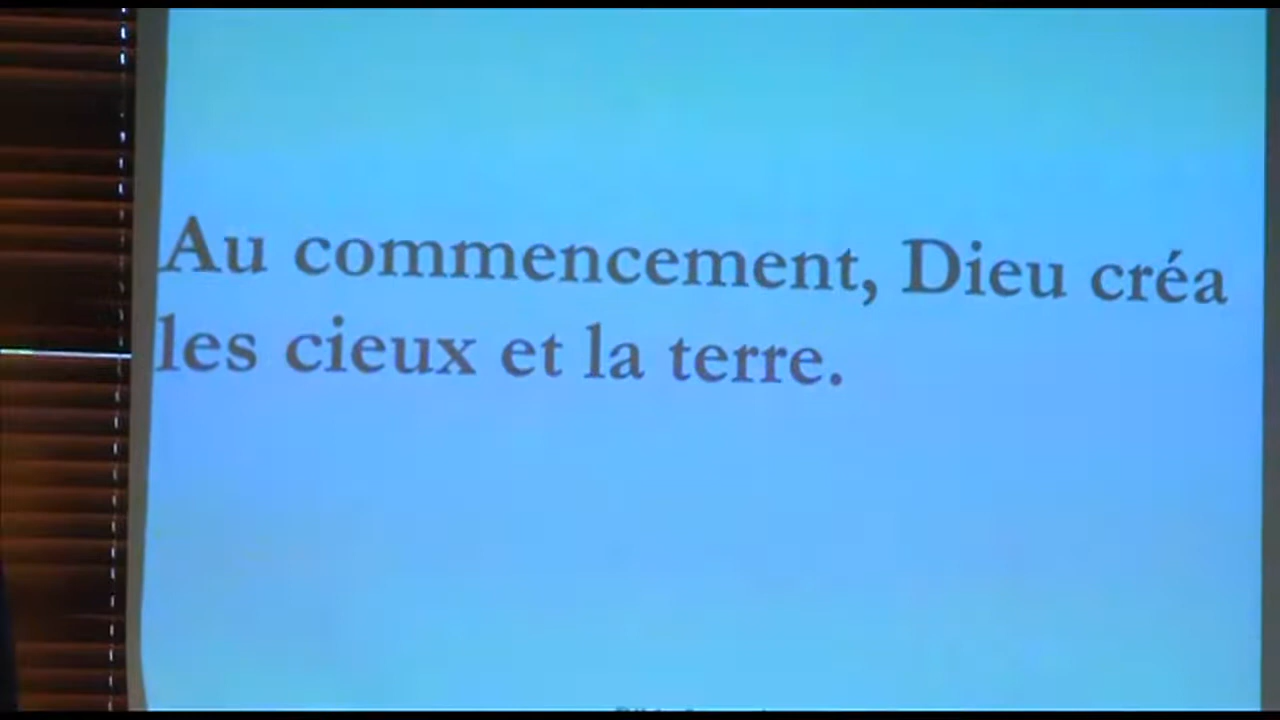 Au commencement, Dieu créa
les cieux et la terre.